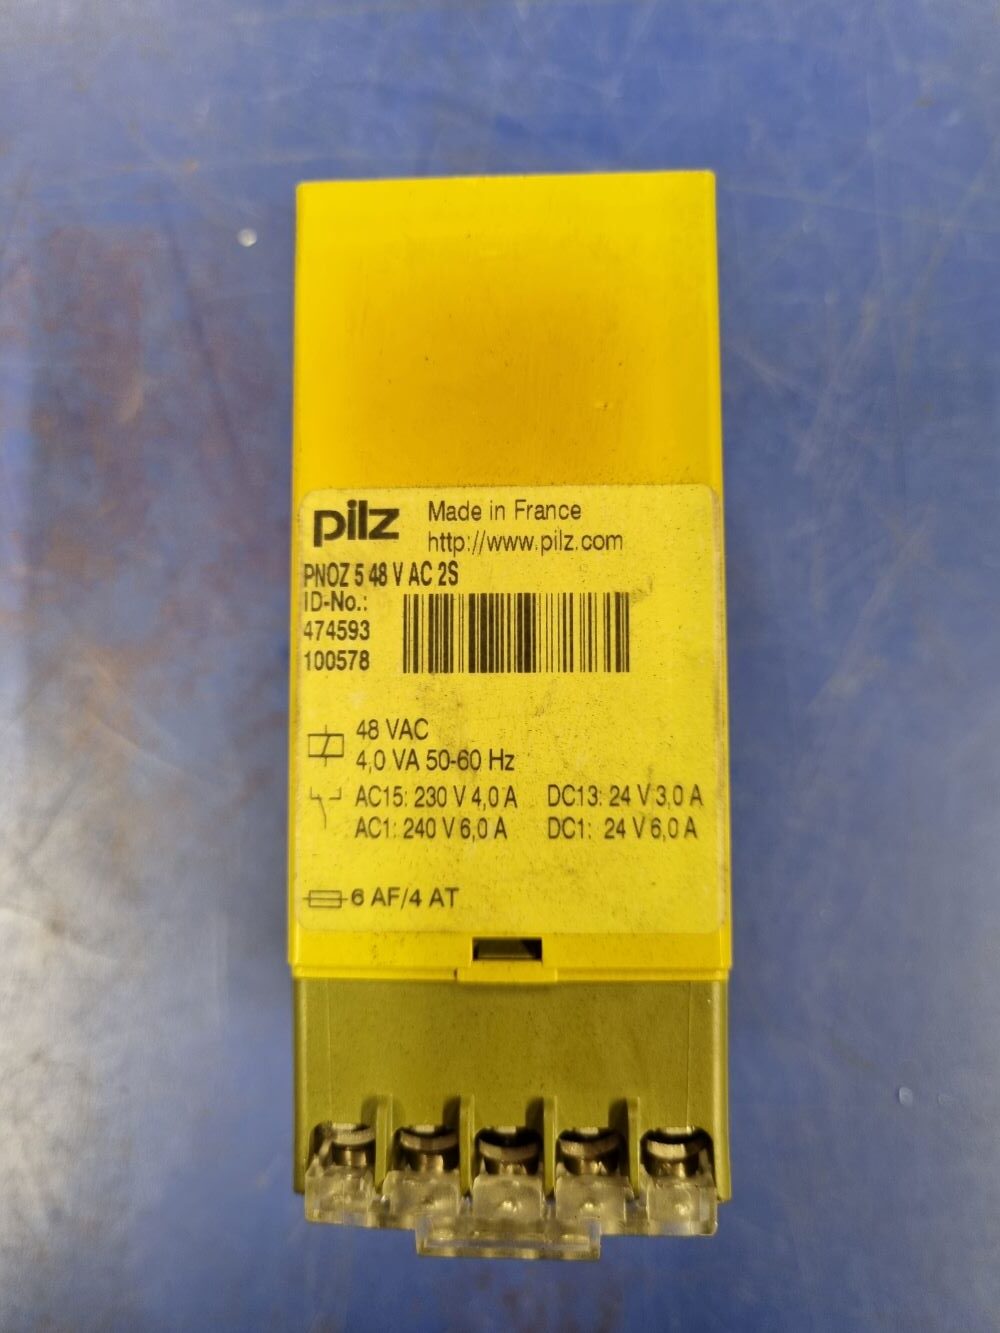 pilz
Made in France
http://www.pilz.com
PNOZ 5 48 V AC 2S
ID-No.:
474593
100578
48 VAC
4,0 VA 50-60 Hz
AC15: 230 V 4,0 A DC13: 24 V 3,0 A
AC1: 240 V 6,0 A DC1: 24 V 6,0 A
6 AF/4 AT